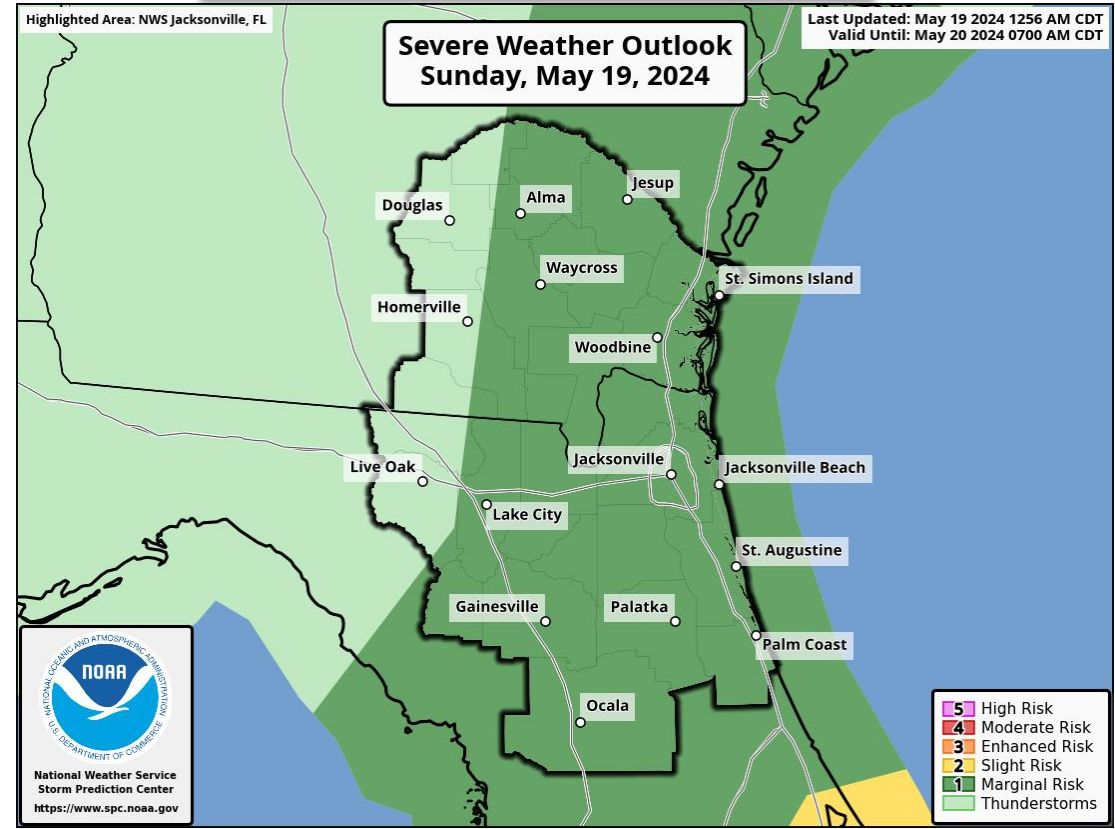 Highlighted Area: NWS Jacksonville, FL
Severe Weather Outlook
Sunday, May 19, 2024
Last Updated: May 19 2024 1256 AM CDT
Valid Until: May 20 2024 0700 AM CDT
Jesup
Alma
Douglas
Waycross
St. Simons Island
Homerville
Woodbine
Jacksonville
Live Oak
Jacksonville Beach
Lake City
St. Augustine
Gainesville
Palatka
Palm Coast
Ocala
NATIONAL OCEANIC AND ATMOSPHERIC ADMINISTRATION
NOAA
U.S. DEPARTMENT OF COMMERCE
National Weather Service
Storm Prediction Center
https://www.spc.noaa.gov
5 High Risk
4 Moderate Risk
3 Enhanced Risk
2 Slight Risk
1 Marginal Risk
Thunderstorms